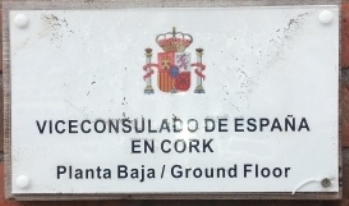 VICECONSULADO DE ESPAÑA
EN CORK
Planta Baja / Ground Floor